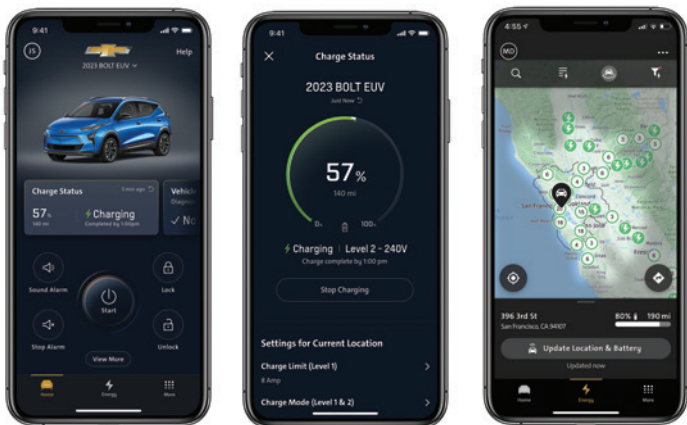 9:41
JS
Help
2023 BOLT EUV
Charge Status
5 min ago
57%
140 mi
Charging
Completed by 1:00pm
Vehicle
Diagnos
No
Sound Alarm
Lock
Start
Stop Alarm
Unlock
View More
Home
Energy
More
9:41
Charge Status
2023 BOLT EUV
Just Now
57%
140 mi
0%
100%
Charging | Level 2 - 240V
Charge complete by 1:00 PM
Stop Charging
Settings for Current Location
Charge Limit (Level 1)
8 Amp
Charge Mode (Level 1 & 2)
4:55
MD
San Francisco
Concord
396 3rd St
San Francisco, CA 94107
80% 190 mi
Update Location & Battery
Updated now
Home
Energy
More